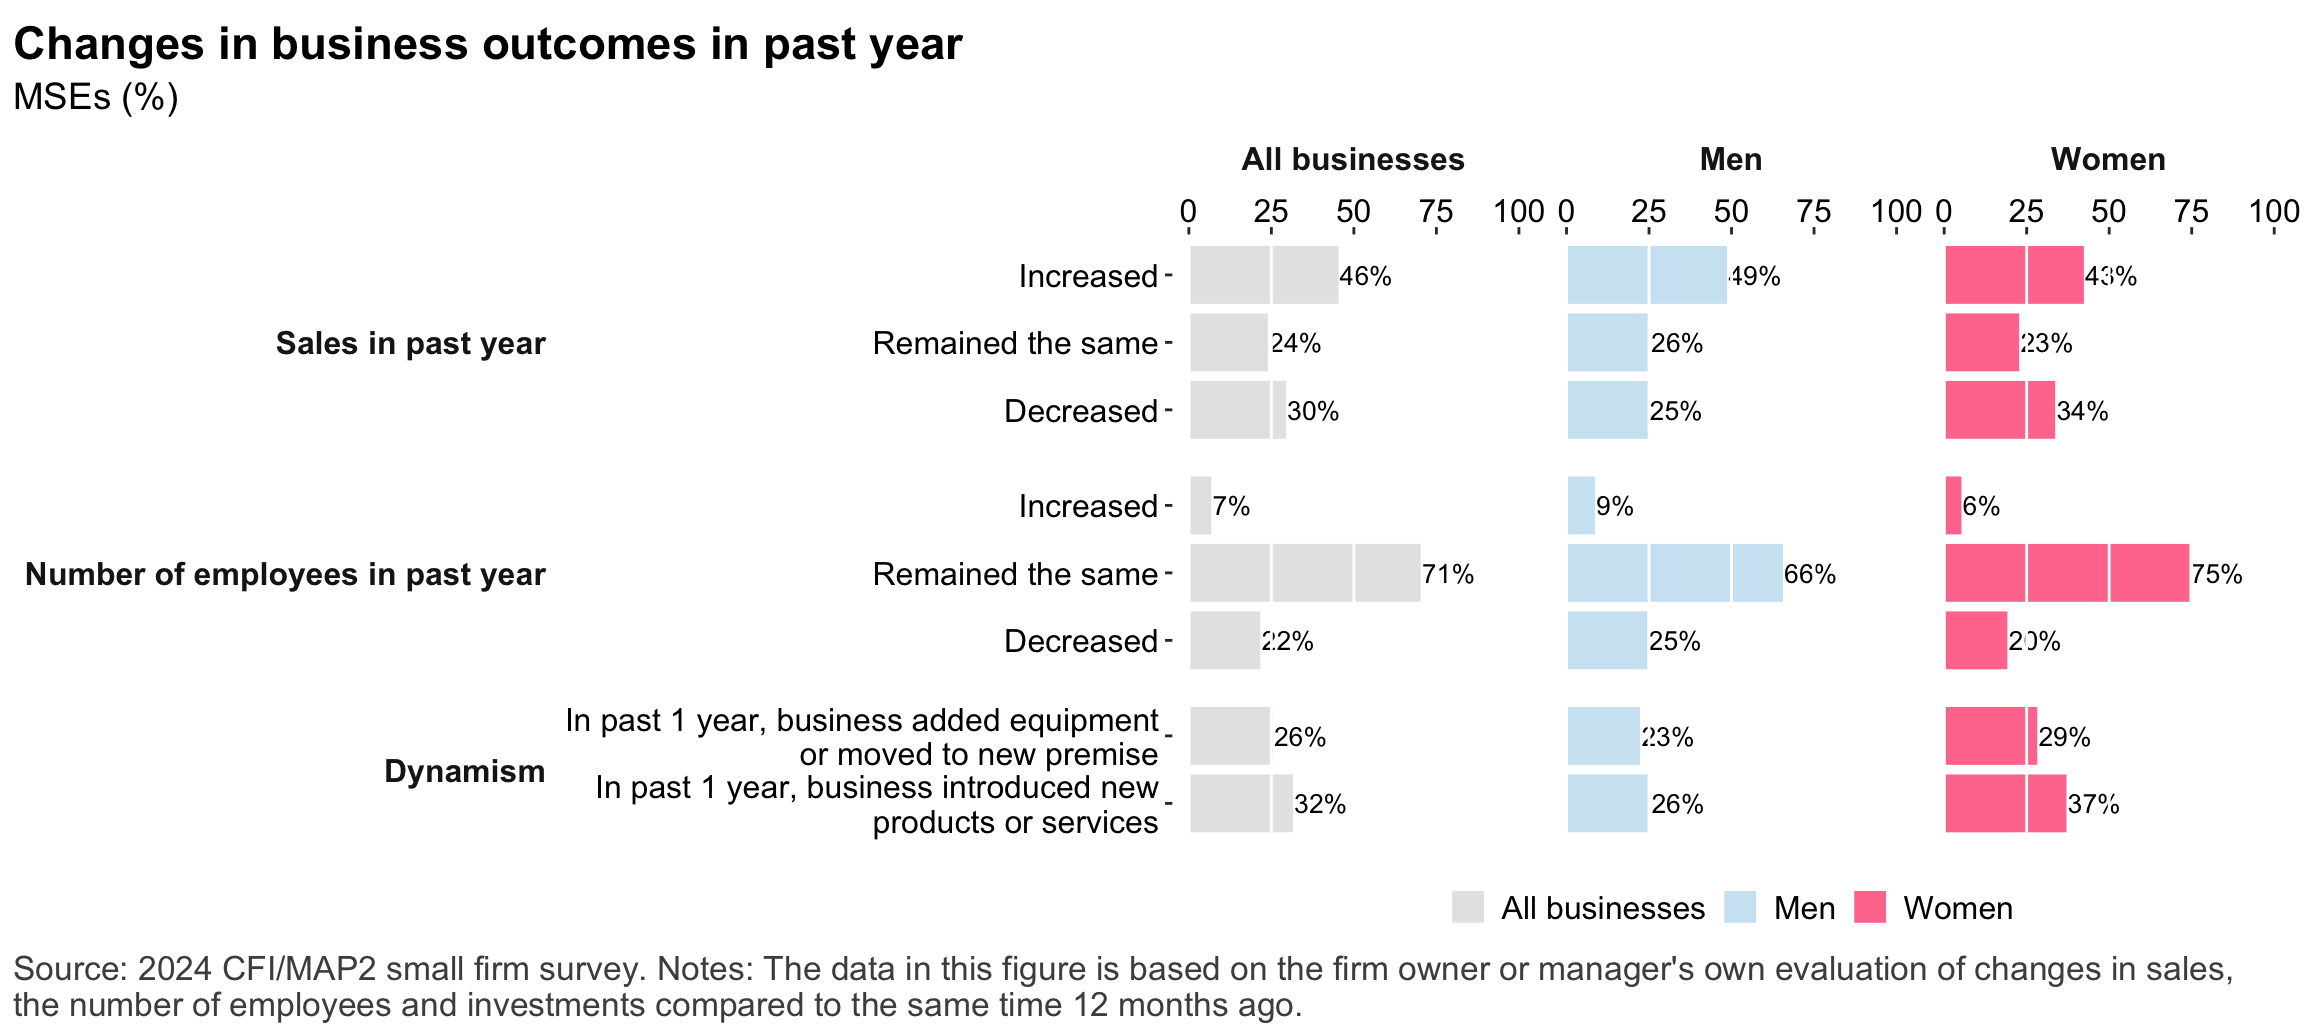 Changes in business outcomes in past year
MSEs (%)
All businesses
Men
Women
0 25 50 75 100 0 25 50 75 100 0 25 50 75 100
Sales in past year
Increased 46% 49% 43%
Remained the same 24% 26% 23%
Decreased 30% 25% 34%
Number of employees in past year
Increased 7% 9% 6%
Remained the same 71% 66% 75%
Decreased 22% 25% 20%
Dynamism
In past 1 year, business added equipment
or moved to new premise
26% 23% 29%
In past 1 year, business introduced new
products or services
32% 26% 37%
All businesses Men Women
Source: 2024 CFI/MAP2 small firm survey. Notes: The data in this figure is based on the firm owner or manager's own evaluation of changes in sales,
the number of employees and investments compared to the same time 12 months ago.